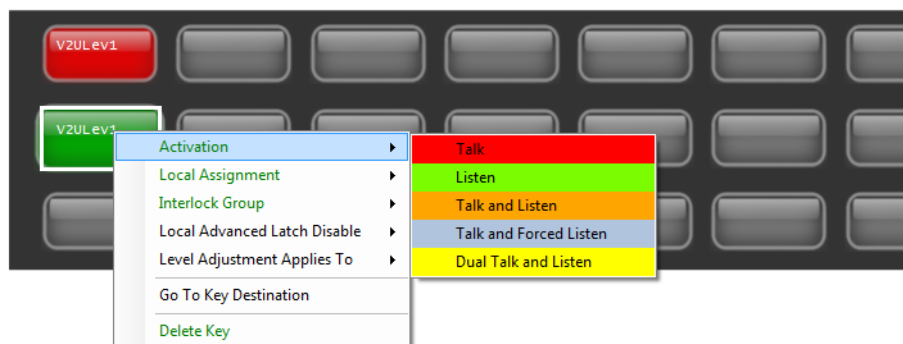 V2ULev1
V2ULev1
Activation
Talk
Local Assignment
Listen
Interlock Group
Talk and Listen
Local Advanced Latch Disable
Talk and Forced Listen
Level Adjustment Applies To
Dual Talk and Listen
Go To Key Destination
Delete Key